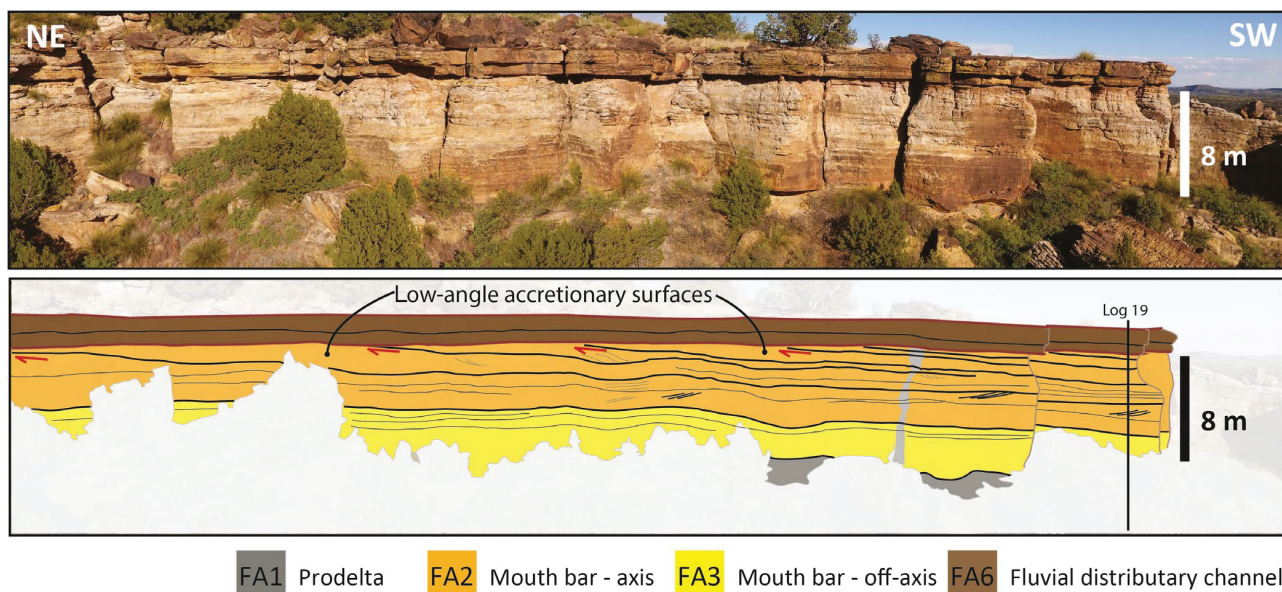 NE SW
8 m
Low-angle accretionary surfaces
Log 19
8 m
FA1 Prodelta FA2 Mouth bar - axis FA3 Mouth bar - off-axis FA6 Fluvial distributary channel